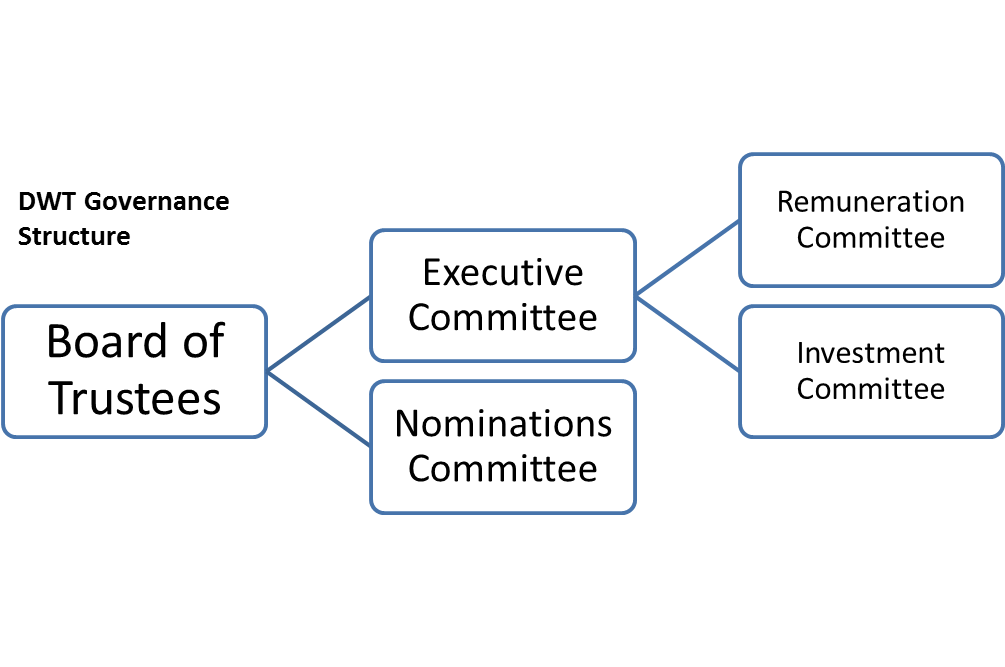 DWT Governance
Structure
Board of
Trustees
Executive
Committee
Nominations
Committee
Remuneration
Committee
Investment
Committee